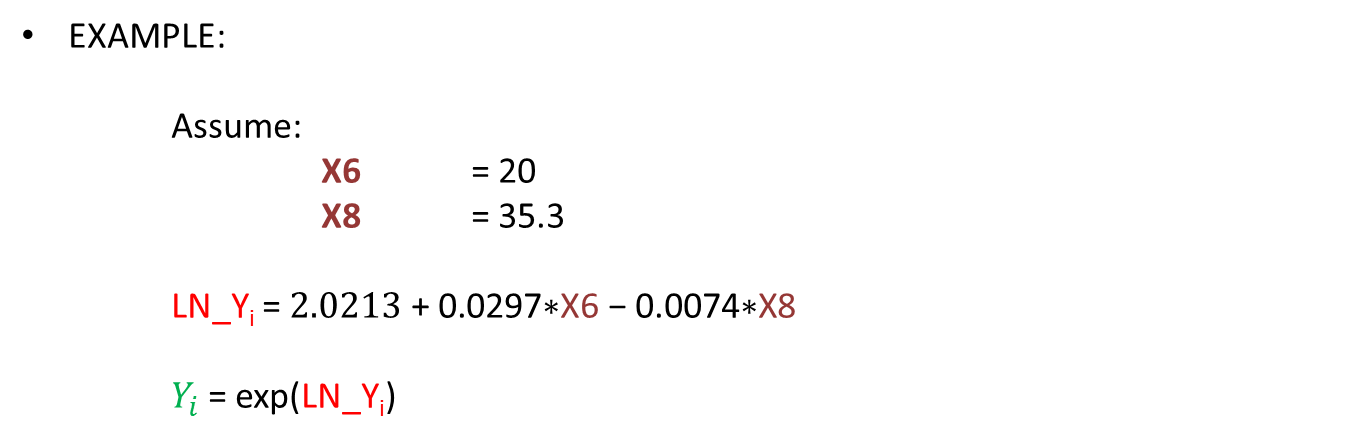 • EXAMPLE:
Assume:
X6 = 20
X8 = 35.3
LN_Yᵢ = 2.0213 + 0.0297∗X6 − 0.0074∗X8
𝑌ᵢ = exp(LN_Yᵢ)